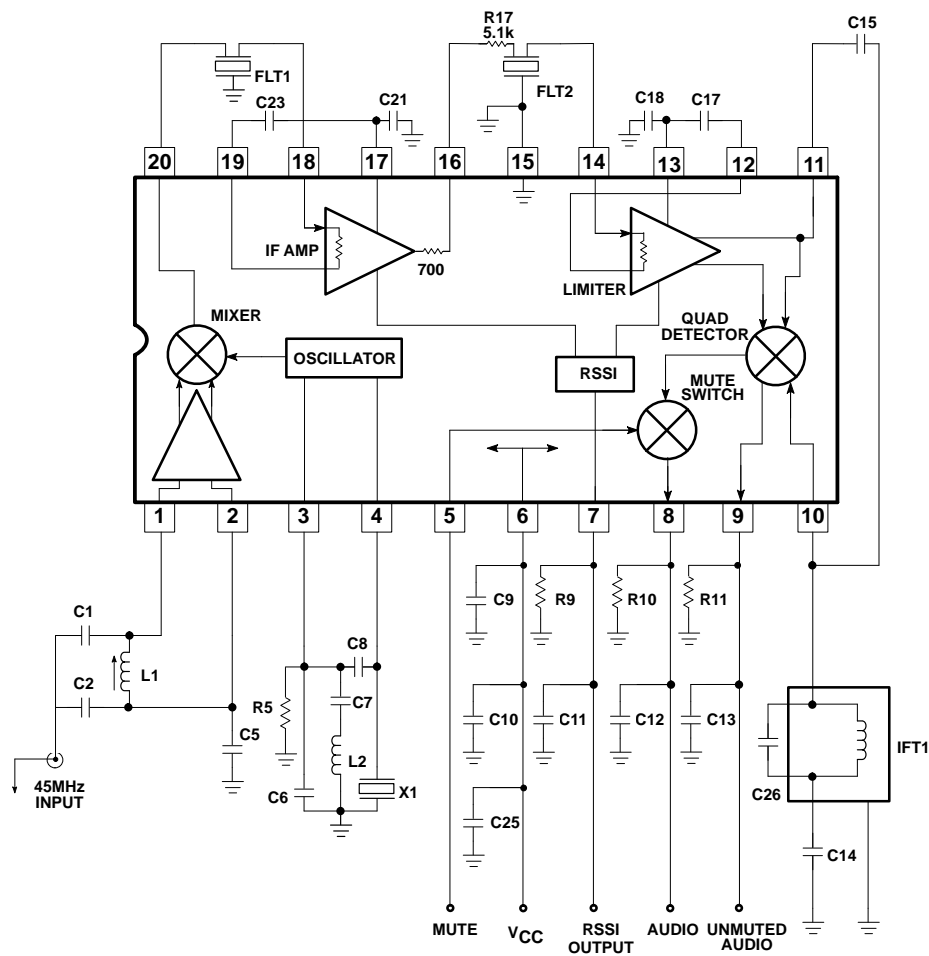 R17
5.1k
C15
FLT1
FLT2
C23
C21
C18
C17
20
19
18
17
16
15
14
13
12
11
IF AMP
700
LIMITER
MIXER
OSCILLATOR
RSSI
QUAD
DETECTOR
MUTE
SWITCH
1
2
3
4
5
6
7
8
9
10
C1
C2
L1
C5
45MHz
INPUT
R5
C6
C8
C7
L2
X1
C9
R9
R10
R11
C10
C11
C12
C13
C25
C26
IFT1
C14
MUTE
VCC
RSSI
OUTPUT
AUDIO
UNMUTED
AUDIO